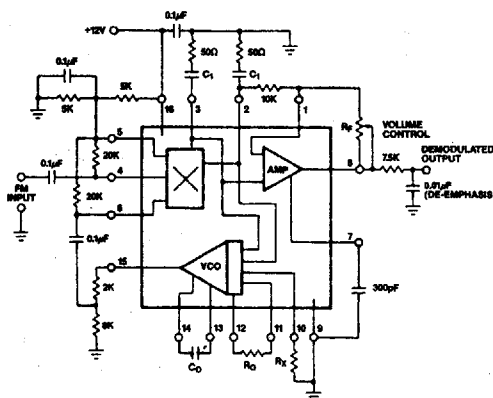 +12V
0.1μF
50Ω
50Ω
C₁
C₁
0.1μF
5K
5K
10K
16
3
2
1
RF
VOLUME
CONTROL
DEMODULATED
OUTPUT
5
20K
0.1μF
4
AMP
8
7.5K
0.01μF
(DE-EMPHASIS)
FM
INPUT
20K
6
0.1μF
7
15
VCO
300pF
2K
8K
14
13
12
11
10
9
CO
RO
RX